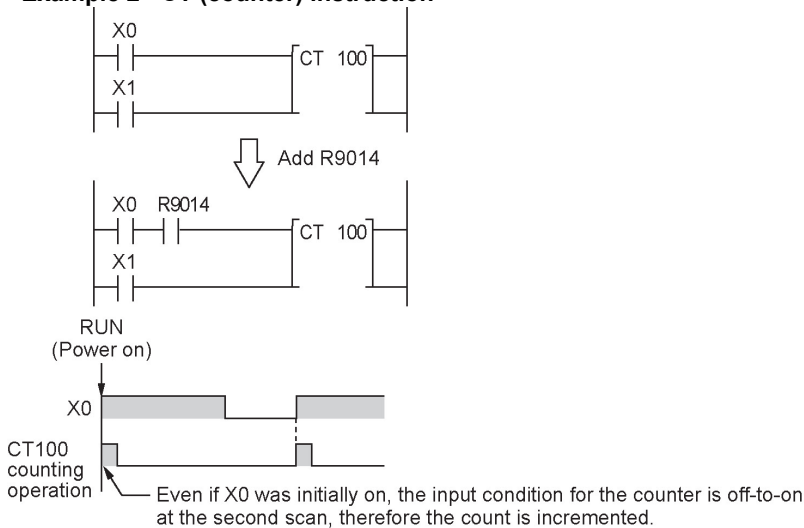 Example 2 - CT (counter) instruction
X0
CT 100
X1
Add R9014
X0 R9014
CT 100
X1
RUN
(Power on)
X0
CT100
counting
operation
Even if X0 was initially on, the input condition for the counter is off-to-on
at the second scan, therefore the count is incremented.